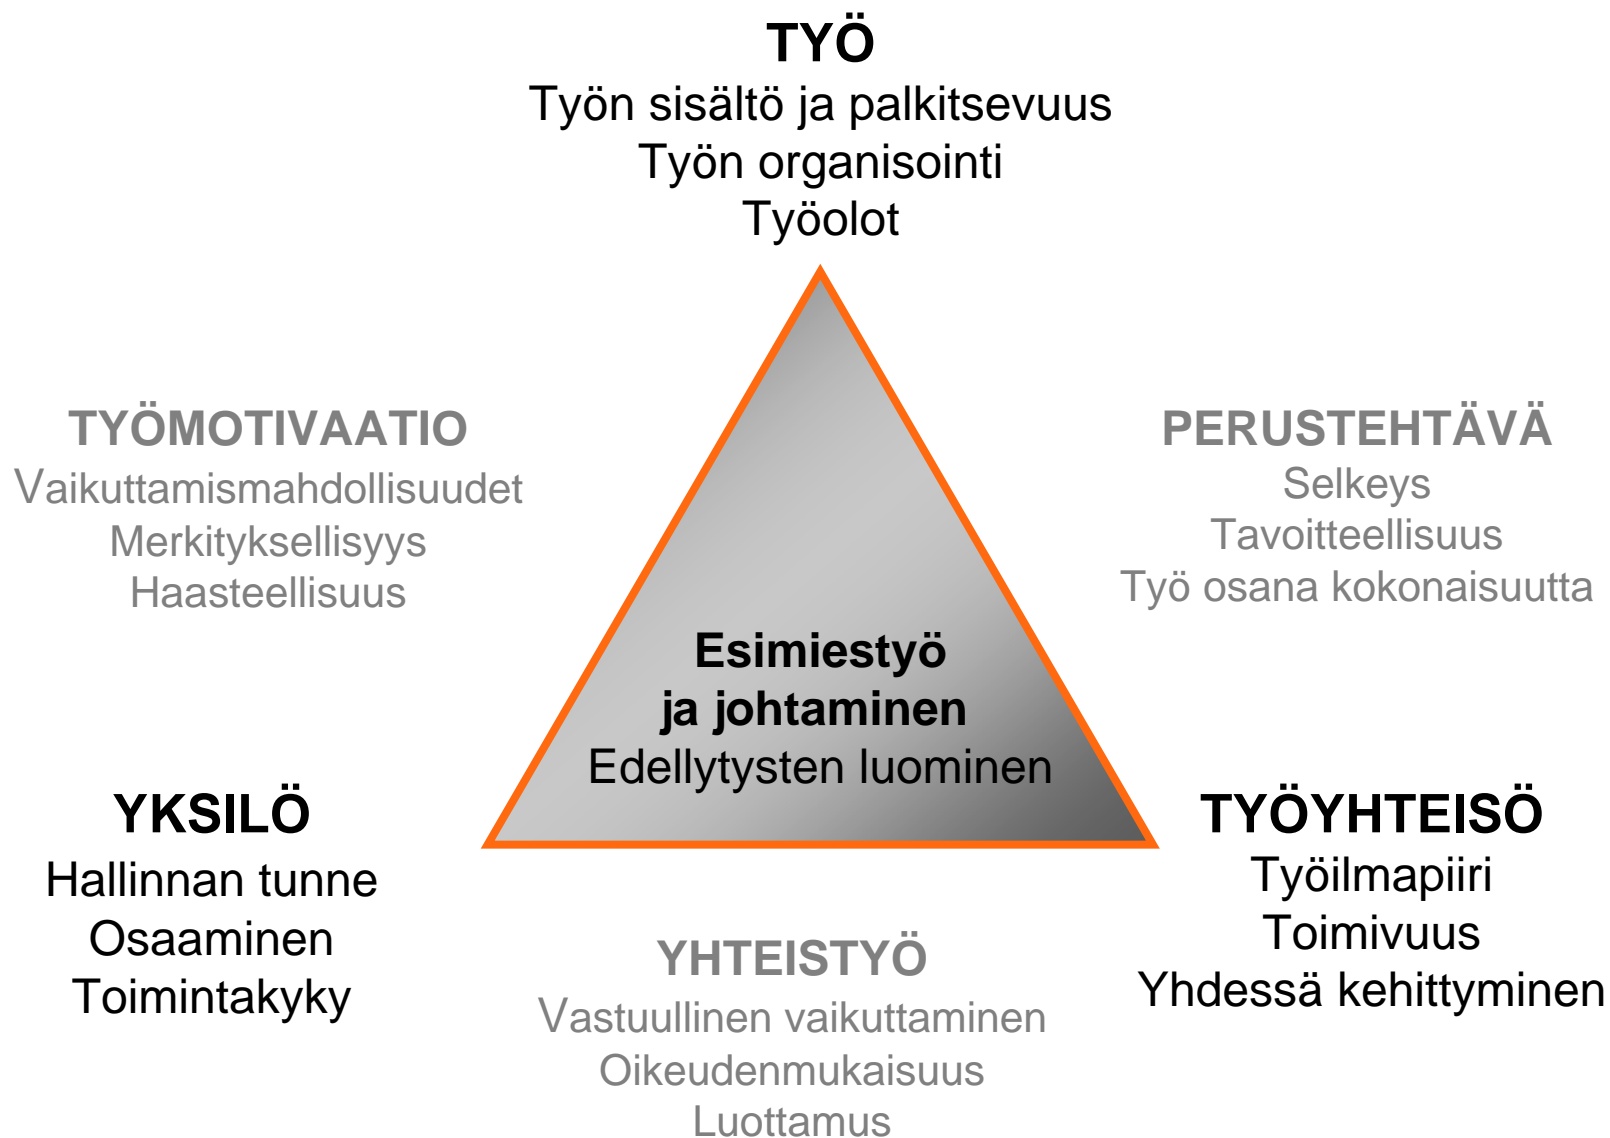 TYÖ
Työn sisältö ja palkitsevuus
Työn organisointi
Työolot
TYÖMOTIVAATIO
Vaikuttamismahdollisuudet
Merkityksellisyys
Haasteellisuus
PERUSTEHTÄVÄ
Selkeys
Tavoitteellisuus
Työ osana kokonaisuutta
Esimiestyö
ja johtaminen
Edellytysten luominen
YKSILÖ
Hallinnan tunne
Osaaminen
Toimintakyky
YHTEISTYÖ
Vastuullinen vaikuttaminen
Oikeudenmukaisuus
Luottamus
TYÖYHTEISÖ
Työilmapiiri
Toimivuus
Yhdessä kehittyminen